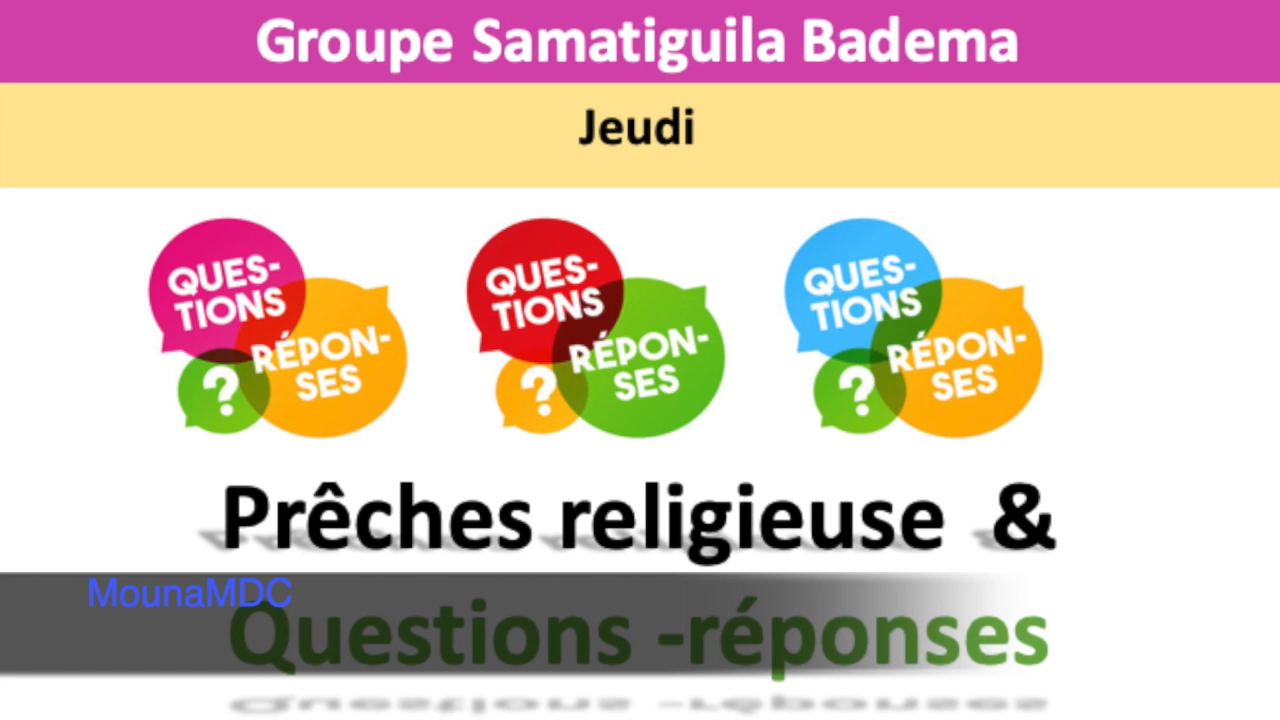 Groupe Samatiguila Badema
Jeudi
QUES-
TIONS
RÉPON-
SES
?
QUES-
TIONS
RÉPON-
SES
?
QUES-
TIONS
RÉPON-
SES
?
Prêches religieuse &
MounaMDC
Questions -réponses